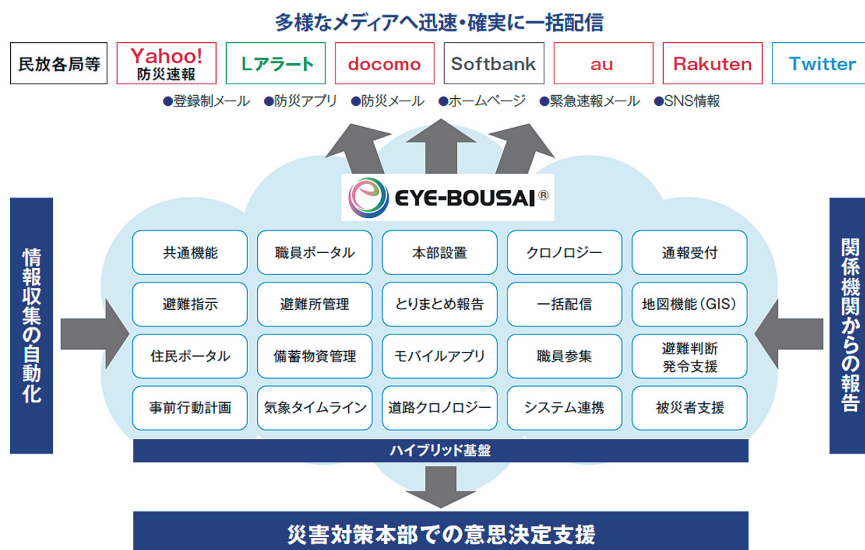 多様なメディアへ迅速・確実に一括配信
民放各局等
Yahoo!
防災速報
Lアラート
docomo
Softbank
au
Rakuten
Twitter
●登録制メール ●防災アプリ ●防災メール ●ホームページ ●緊急速報メール ●SNS情報
EYE-BOUSAI®
情報収集の自動化
関係機関からの報告
共通機能
職員ポータル
本部設置
クロノロジー
通報受付
避難指示
避難所管理
とりまとめ報告
一括配信
地図機能(GIS)
住民ポータル
備蓄物資管理
モバイルアプリ
職員参集
避難判断
発令支援
事前行動計画
気象タイムライン
道路クロノロジー
システム連携
被災者支援
ハイブリッド基盤
災害対策本部での意思決定支援